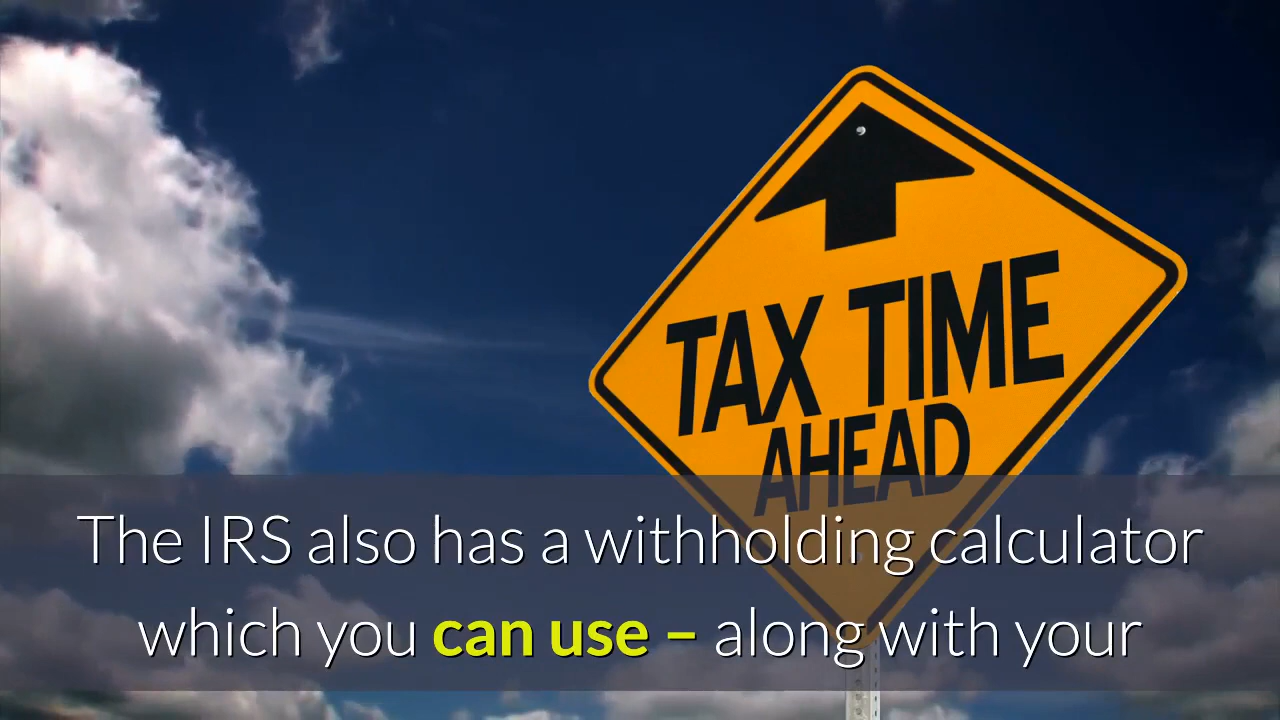 TAX TIME
AHEAD
The IRS also has a withholding calculator
which you can use – along with your